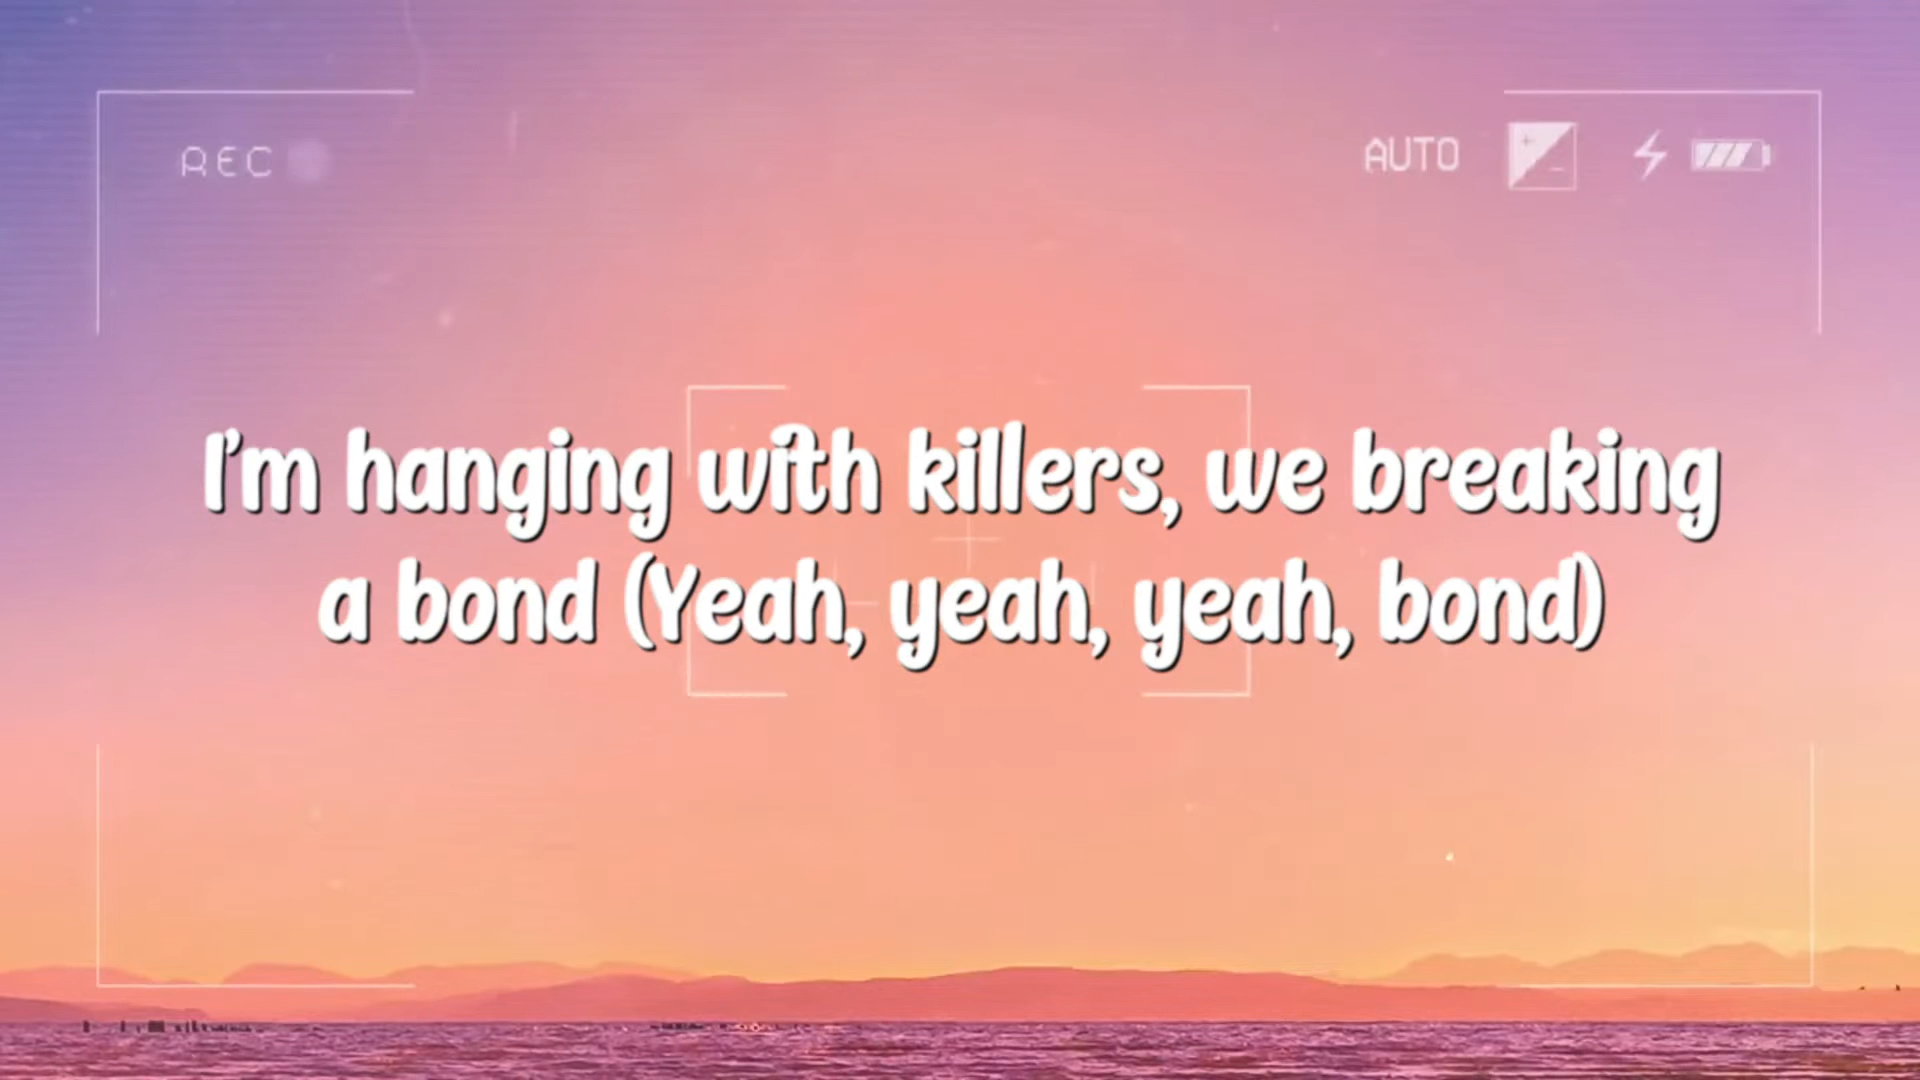 REC
AUTO
I'm hanging with killers, we breaking
a bond (Yeah, yeah, yeah, bond)